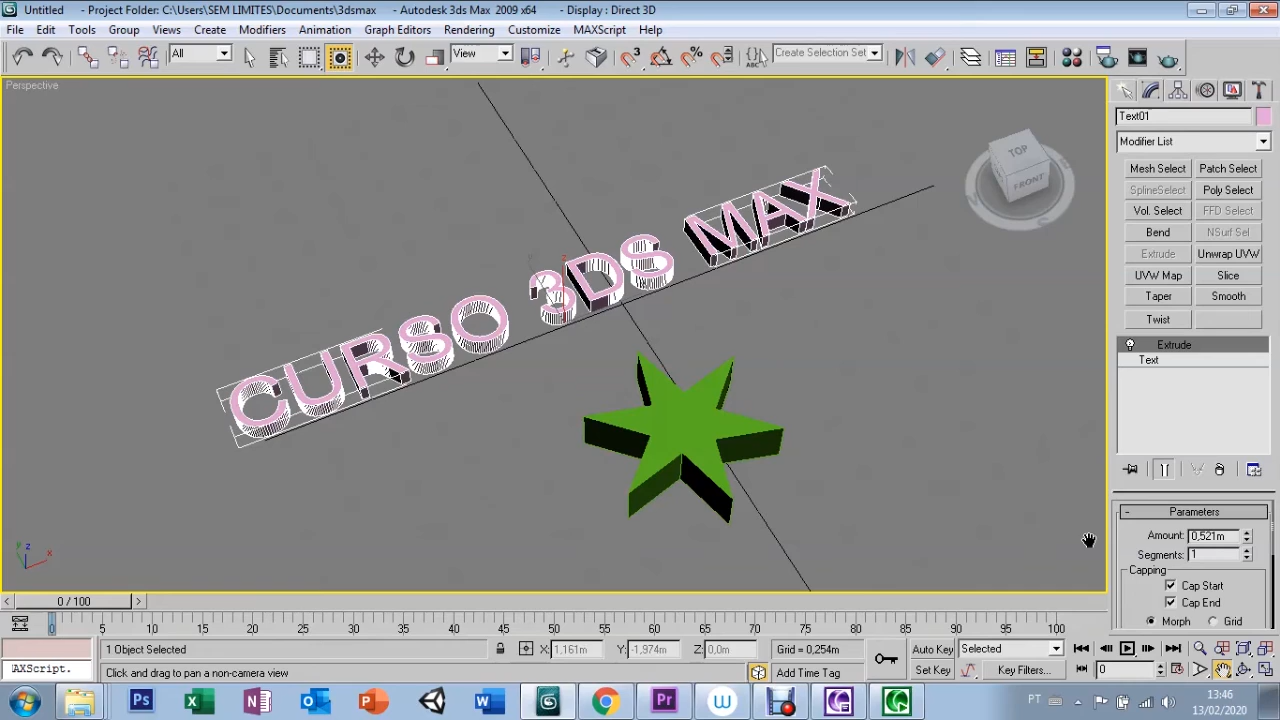 Untitled - Project Folder: C:\Users\SEM LIMITES\Documents\3dsmax - Autodesk 3ds Max 2009 x64 - Display : Direct 3D
File Edit Tools Group Views Create Modifiers Animation Graph Editors Rendering Customize MAXScript Help
All View 3 Create Selection Set
Perspective
TOP
FRONT
CURSO 3DS MAX
Text01
Modifier List
Mesh Select Patch Select
SplineSelect Poly Select
Vol. Select FFD Select
Bend NSurf Sel
Extrude Unwrap UVW
UVW Map Slice
Taper Smooth
Twist
Extrude
Text
- Parameters
Amount: 0,521m
Segments: 1
Capping
Cap Start
Cap End
Morph Grid
z
x
0 / 100
0 5 10 15 20 25 30 35 40 45 50 55 60 65 70 75 80 85 90 95 100
1 Object Selected X: 1,161m Y: -1,974m Z: 0,0m Grid = 0,254m Auto Key Selected
AXScript. Click and drag to pan a non-camera view Add Time Tag Set Key Key Filters... 0
Ps X N O P W Pr W
PT 13:46
13/02/2020